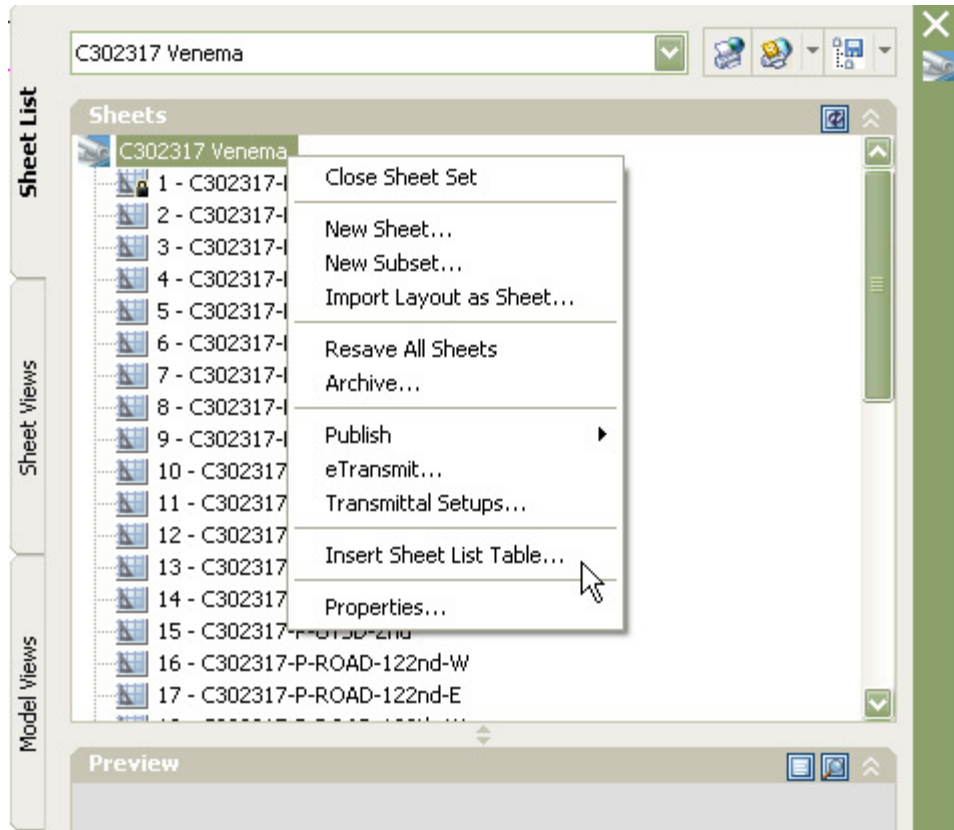 C302317 Venema
Sheet List
Sheets
C302317 Venema
1 - C302317-
2 - C302317-
3 - C302317-
4 - C302317-
5 - C302317-
6 - C302317-
7 - C302317-
8 - C302317-
9 - C302317-
10 - C302317
11 - C302317
12 - C302317
13 - C302317
14 - C302317
15 - C302317-
16 - C302317-P-ROAD-122nd-W
17 - C302317-P-ROAD-122nd-E
Close Sheet Set
New Sheet...
New Subset...
Import Layout as Sheet...
Resave All Sheets
Archive...
Publish
eTransmit...
Transmittal Setups...
Insert Sheet List Table...
Properties...
Sheet Views
Model Views
Preview